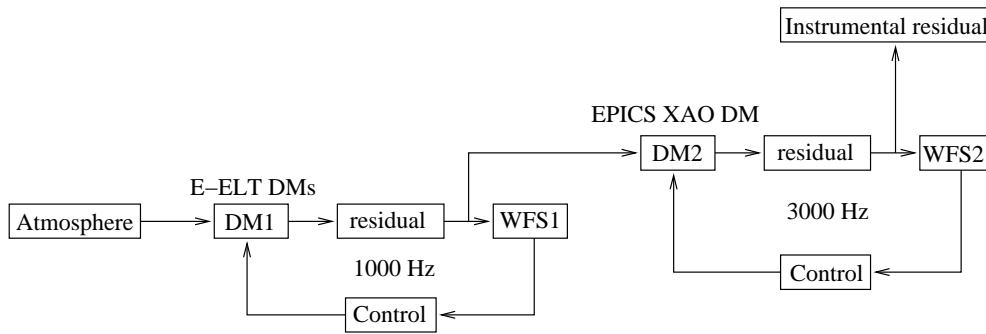 Instrumental residual
EPICS XAO DM
DM2
residual
WFS2
E−ELT DMs
3000 Hz
Atmosphere
DM1
residual
WFS1
1000 Hz
Control
Control